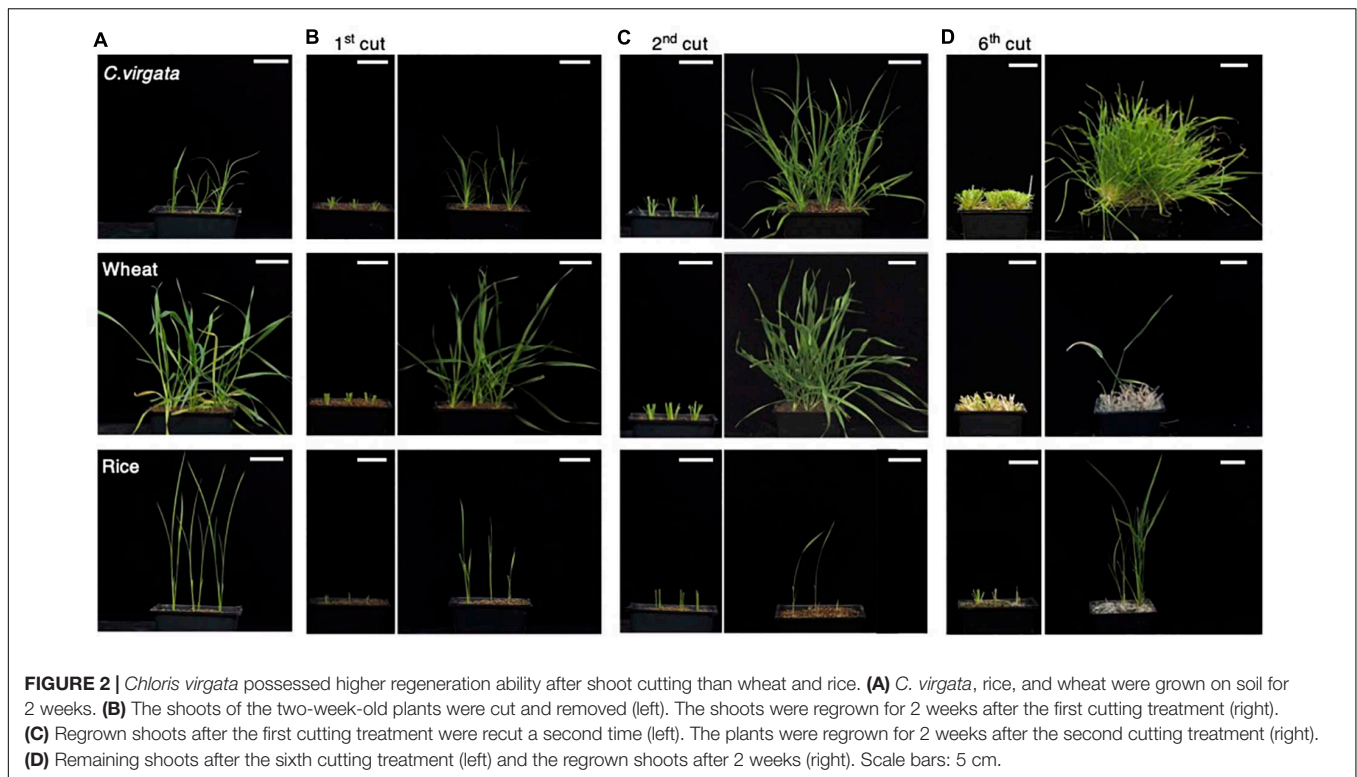 A
B
1st cut
C
2nd cut
D
6th cut
C.virgata
Wheat
Rice
FIGURE 2 | Chloris virgata possessed higher regeneration ability after shoot cutting than wheat and rice. (A) C. virgata, rice, and wheat were grown on soil for
2 weeks. (B) The shoots of the two-week-old plants were cut and removed (left). The shoots were regrown for 2 weeks after the first cutting treatment (right).
(C) Regrown shoots after the first cutting treatment were recut a second time (left). The plants were regrown for 2 weeks after the second cutting treatment (right).
(D) Remaining shoots after the sixth cutting treatment (left) and the regrown shoots after 2 weeks (right). Scale bars: 5 cm.